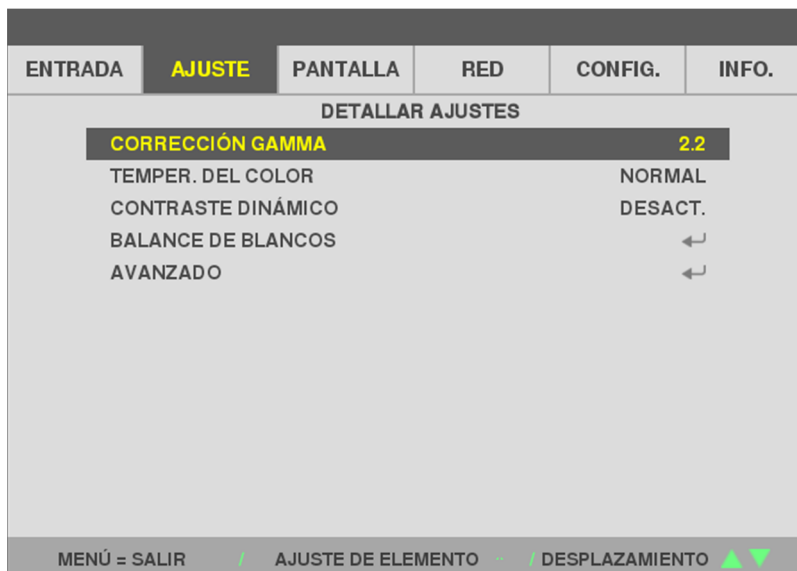 ENTRADA AJUSTE PANTALLA RED CONFIG. INFO.
DETALLAR AJUSTES
CORRECCIÓN GAMMA 2.2
TEMPER. DEL COLOR NORMAL
CONTRASTE DINÁMICO DESACT.
BALANCE DE BLANCOS
AVANZADO
MENÚ = SALIR / AJUSTE DE ELEMENTO / DESPLAZAMIENTO